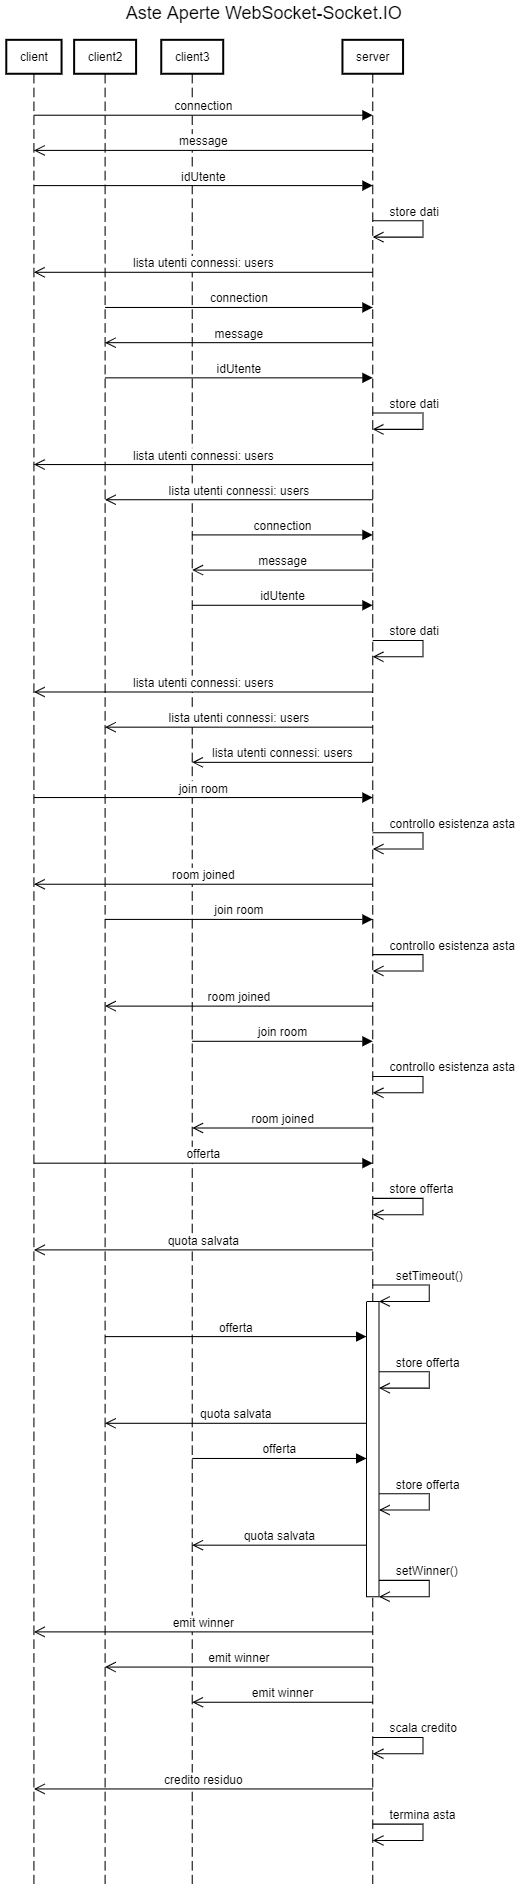 Aste Aperte WebSocket-Socket.IO
client client2 client3 server
connection
message
idUtente
store dati
lista utenti connessi: users
connection
message
idUtente
store dati
lista utenti connessi: users
lista utenti connessi: users
connection
message
idUtente
store dati
lista utenti connessi: users
lista utenti connessi: users
lista utenti connessi: users
join room
controllo esistenza asta
room joined
join room
controllo esistenza asta
room joined
join room
controllo esistenza asta
room joined
offerta
store offerta
quota salvata
setTimeout()
offerta
store offerta
quota salvata
offerta
store offerta
quota salvata
setWinner()
emit winner
emit winner
emit winner
scala credito
credito residuo
termina asta